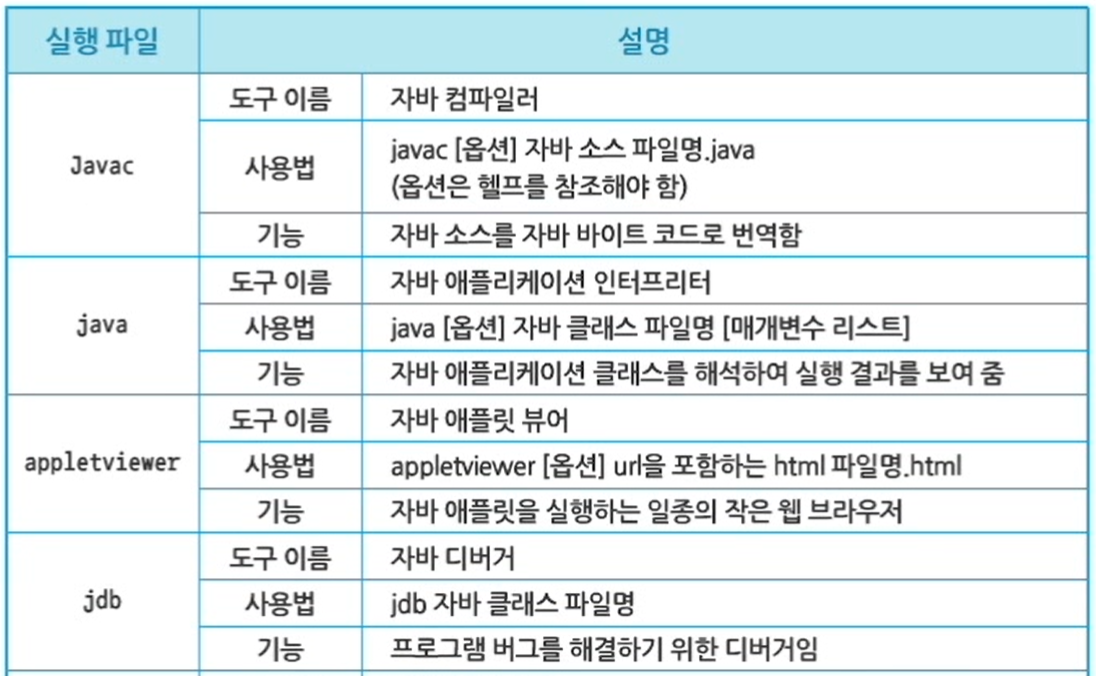 실행 파일 설명
Javac
도구 이름 자바 컴파일러
사용법 javac [옵션] 자바 소스 파일명.java
(옵션은 헬프를 참조해야 함)
기능 자바 소스를 자바 바이트 코드로 번역함
java
도구 이름 자바 애플리케이션 인터프리터
사용법 java [옵션] 자바 클래스 파일명 [매개변수 리스트]
기능 자바 애플리케이션 클래스를 해석하여 실행 결과를 보여 줌
appletviewer
도구 이름 자바 애플릿 뷰어
사용법 appletviewer [옵션] url을 포함하는 html 파일명.html
기능 자바 애플릿을 실행하는 일종의 작은 웹 브라우저
jdb
도구 이름 자바 디버거
사용법 jdb 자바 클래스 파일명
기능 프로그램 버그를 해결하기 위한 디버거임